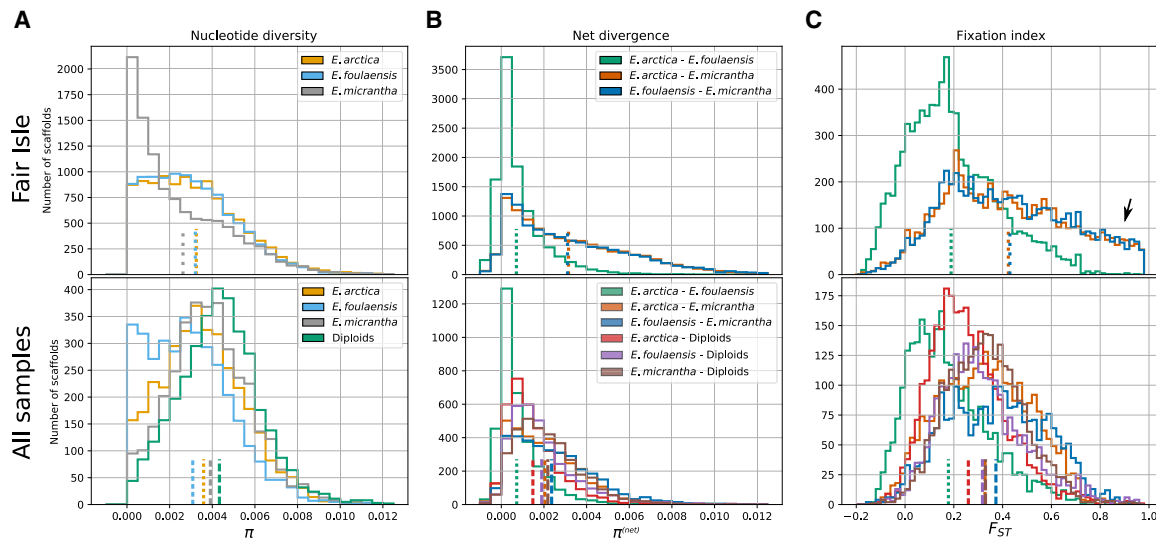 A
B
C
Nucleotide diversity
Net divergence
Fixation index
Fair Isle
Number of scaffolds
2000
1750
1500
1250
1000
750
500
250
0
E. arctica
E. foulaensis
E. micrantha
3500
3000
2500
2000
1500
1000
500
0
E. arctica - E. foulaensis
E. arctica - E. micrantha
E. foulaensis - E. micrantha
400
300
200
100
0
All samples
Number of scaffolds
400
350
300
250
200
150
100
50
0
E. arctica
E. foulaensis
E. micrantha
Diploids
0.000 0.002 0.004 0.006 0.008 0.010 0.012
π
1200
1000
800
600
400
200
0
E. arctica - E. foulaensis
E. arctica - E. micrantha
E. foulaensis - E. micrantha
E. arctica - Diploids
E. foulaensis - Diploids
E. micrantha - Diploids
0.000 0.002 0.004 0.006 0.008 0.010 0.012
π(net)
175
150
125
100
75
50
25
0
−0.2 0.0 0.2 0.4 0.6 0.8 1.0
FST